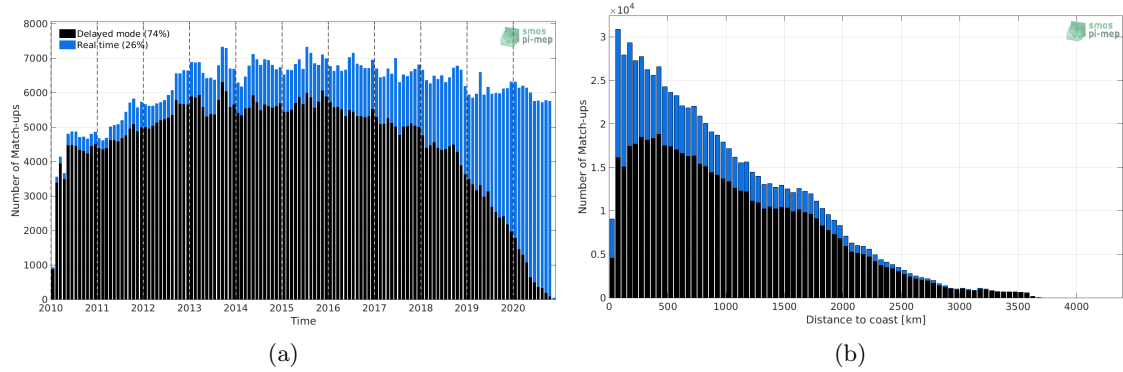 8000
7000
6000
5000
4000
3000
2000
1000
0
Number of Match-ups
Delayed mode (74%)
Real time (26%)
smos
pi-mep
2010 2011 2012 2013 2014 2015 2016 2017 2018 2019 2020
Time
(a)
×10⁴
3
2.5
2
1.5
1
0.5
0
Number of Match-ups
smos
pi-mep
0 500 1000 1500 2000 2500 3000 3500 4000
Distance to coast [km]
(b)